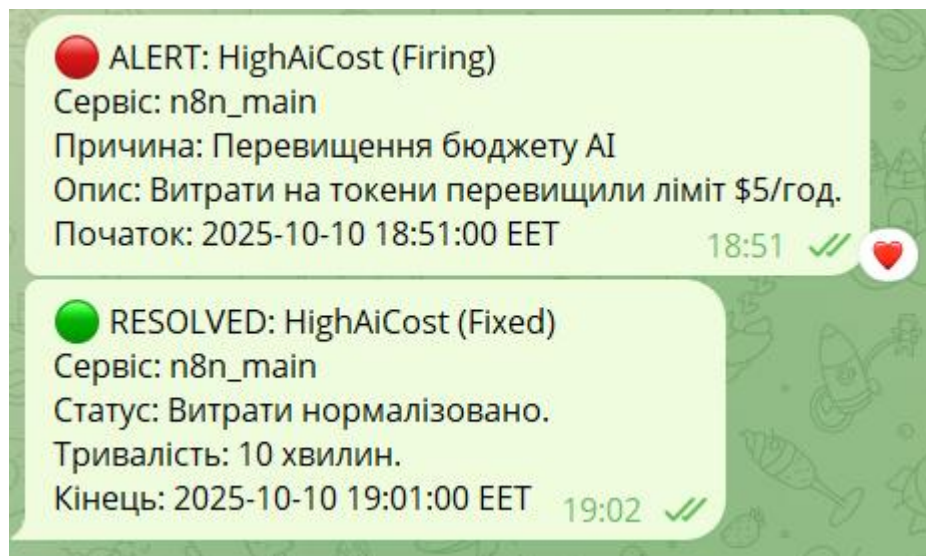 🔴 ALERT: HighAiCost (Firing)
Сервіс: n8n_main
Причина: Перевищення бюджету AI
Опис: Витрати на токени перевищили ліміт $5/год.
Початок: 2025-10-10 18:51:00 EET
18:51
🟢 RESOLVED: HighAiCost (Fixed)
Сервіс: n8n_main
Статус: Витрати нормалізовано.
Тривалість: 10 хвилин.
Кінець: 2025-10-10 19:01:00 EET
19:02